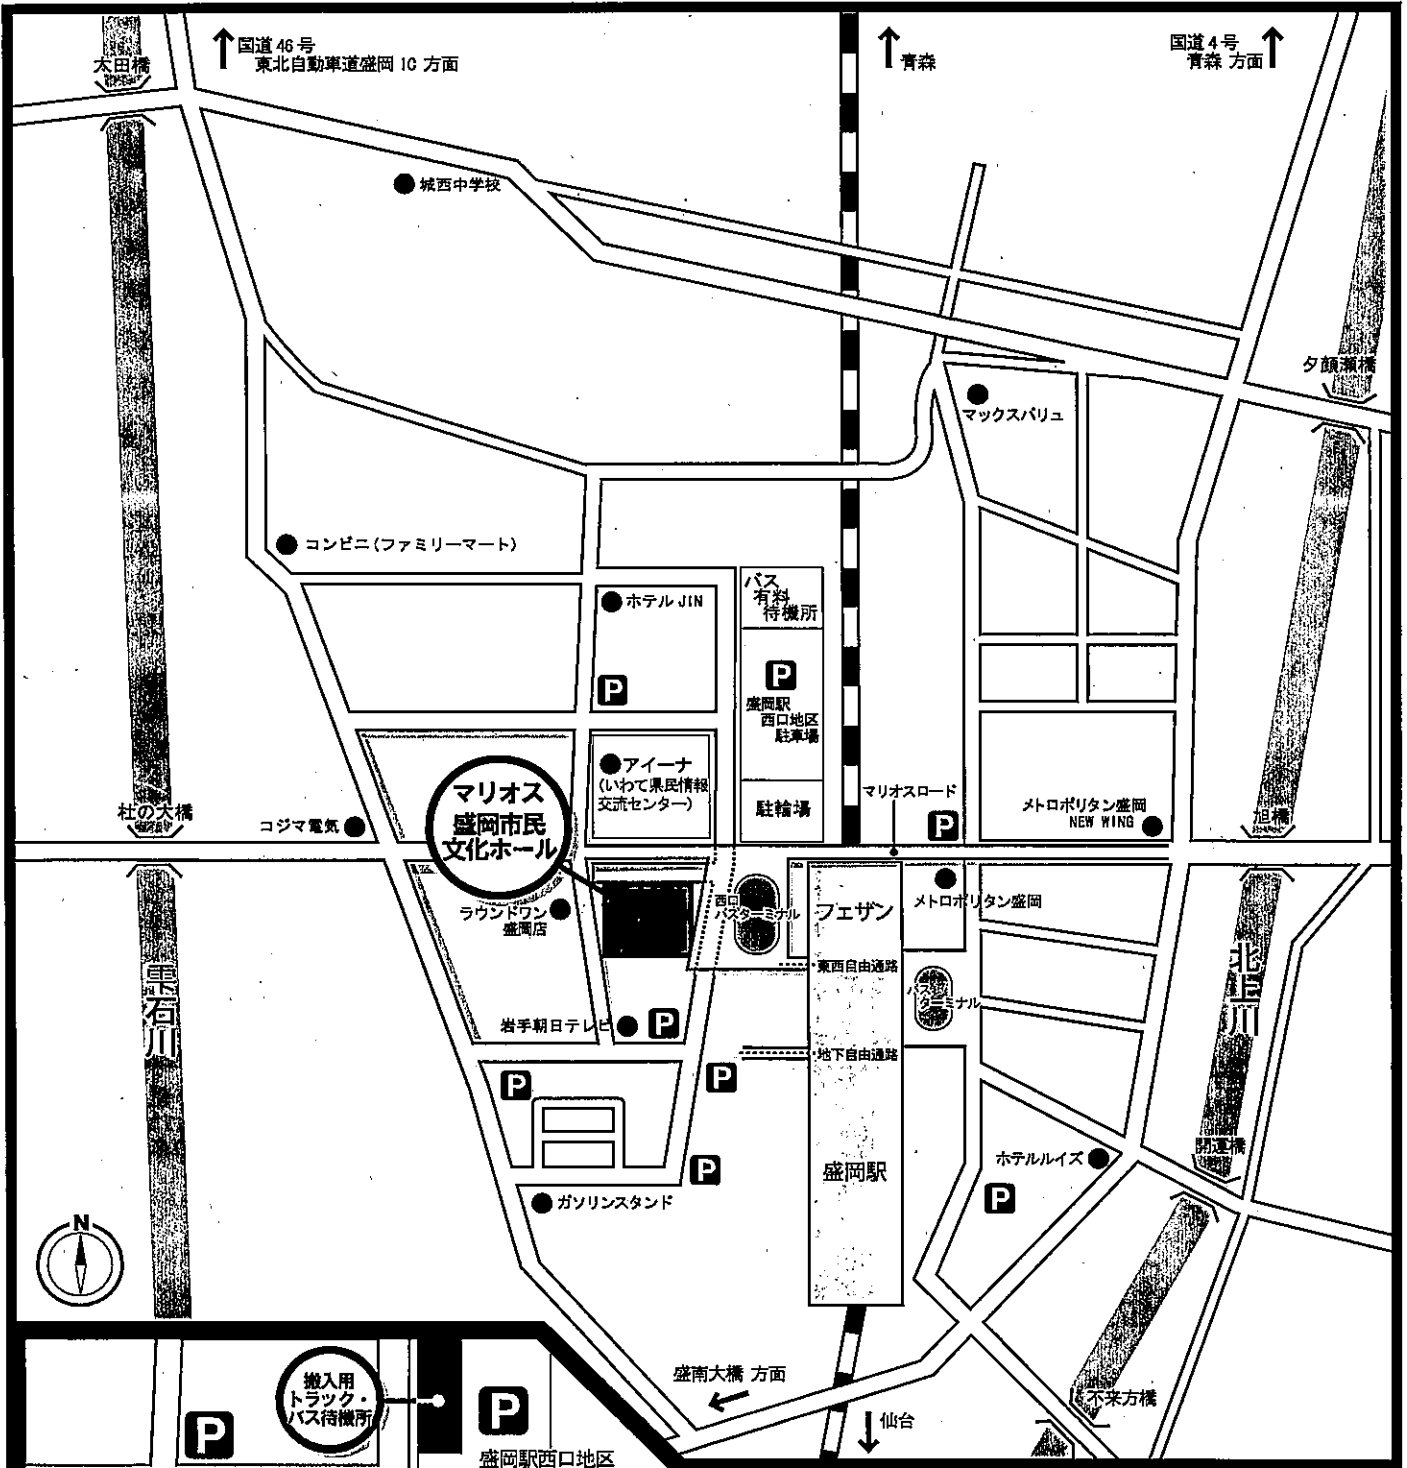 国道 46 号
東北自動車道盛岡 IC 方面
青森
国道 4 号
青森 方面
太田橋
城西中学校
夕顔瀬橋
マックスバリュ
コンビニ(ファミリーマート)
ホテル JIN
バス
有料
待機所
P
P
盛岡駅
西口地区
駐車場
アイーナ
(いわて県民情報
交流センター)
マリオス
盛岡市民
文化ホール
駐輪場
マリオスロード
P
メトロポリタン盛岡
NEW WING
旭橋
杜の大橋
コジマ電気
ラウンドワン
盛岡店
西口
バスターミナル
フェザン
メトロポリタン盛岡
東西自由通路
バス
ターミナル
雫石川
北上川
岩手朝日テレビ
P
地下自由通路
P
P
P
盛岡駅
ホテルルイズ
開運橋
P
ガソリンスタンド
N
盛南大橋 方面
仙台
不来方橋
搬入用
トラック・
バス待機所
P
P
盛岡駅西口地区